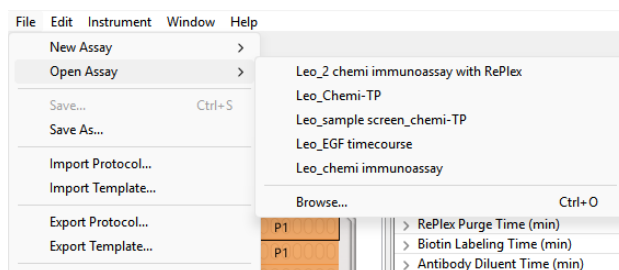 File Edit Instrument Window Help
New Assay >
Open Assay >
Save... Ctrl+S
Save As...
Import Protocol...
Import Template...
Export Protocol...
Export Template...
Leo_2 chemi immunoassay with RePlex
Leo_Chemi-TP
Leo_sample screen_chemi-TP
Leo_EGF timecourse
Leo_chemi immunoassay
Browse... Ctrl+O
P1
P1
> RePlex Purge Time (min)
> Biotin Labeling Time (min)
> Antibody Diluent Time (min)